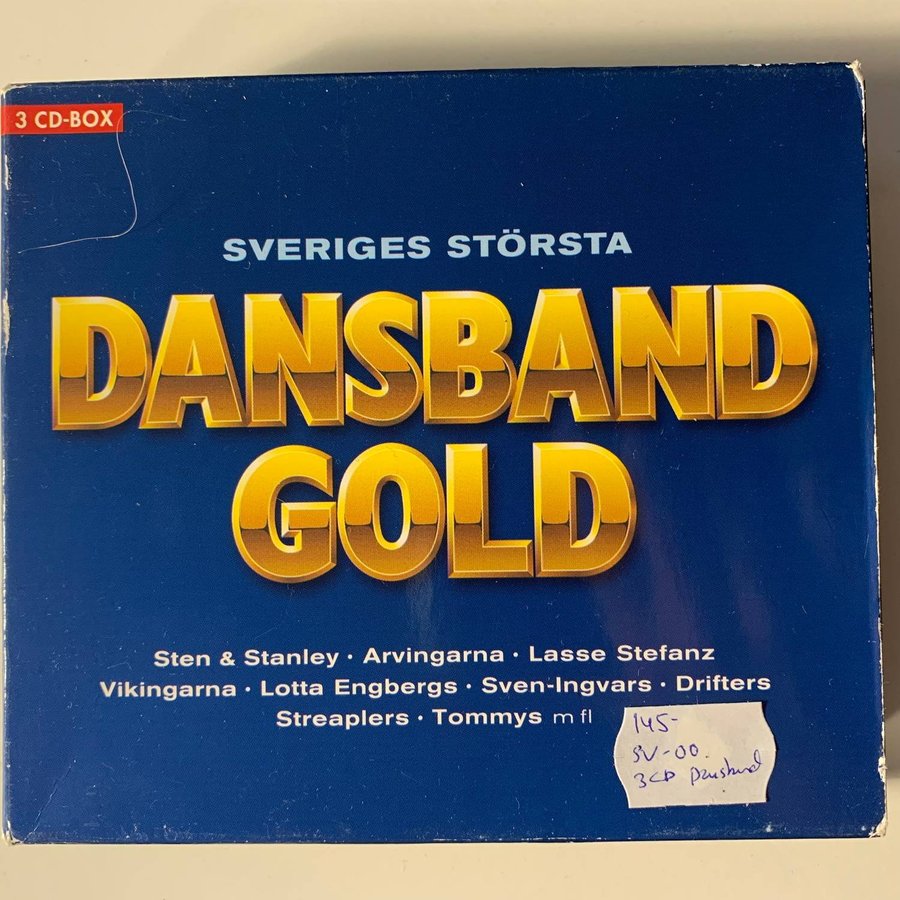 3 CD-BOX
SVERIGES STÖRSTA
DANSBAND
GOLD
Sten & Stanley · Arvingarna · Lasse Stefanz
Vikingarna · Lotta Engbergs · Sven-Ingvars · Drifters
Streaplers · Tommys m fl
145-
SV-00.
3CD Dansband